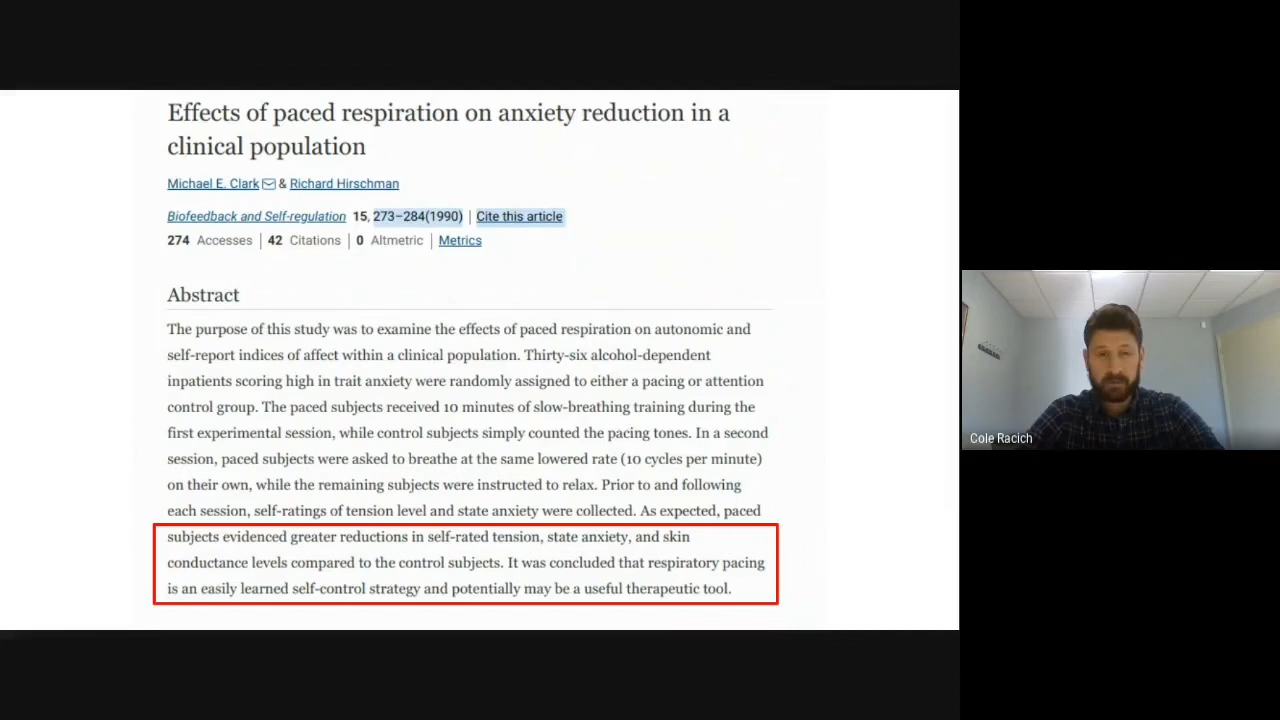 Effects of paced respiration on anxiety reduction in a
clinical population
Michael E. Clark & Richard Hirschman
Biofeedback and Self-regulation 15, 273–284(1990) | Cite this article
274 Accesses | 42 Citations | 0 Altmetric | Metrics
Abstract
The purpose of this study was to examine the effects of paced respiration on autonomic and
self-report indices of affect within a clinical population. Thirty-six alcohol-dependent
inpatients scoring high in trait anxiety were randomly assigned to either a pacing or attention
control group. The paced subjects received 10 minutes of slow-breathing training during the
first experimental session, while control subjects simply counted the pacing tones. In a second
session, paced subjects were asked to breathe at the same lowered rate (10 cycles per minute)
on their own, while the remaining subjects were instructed to relax. Prior to and following
each session, self-ratings of tension level and state anxiety were collected. As expected, paced
subjects evidenced greater reductions in self-rated tension, state anxiety, and skin
conductance levels compared to the control subjects. It was concluded that respiratory pacing
is an easily learned self-control strategy and potentially may be a useful therapeutic tool.
Cole Racich